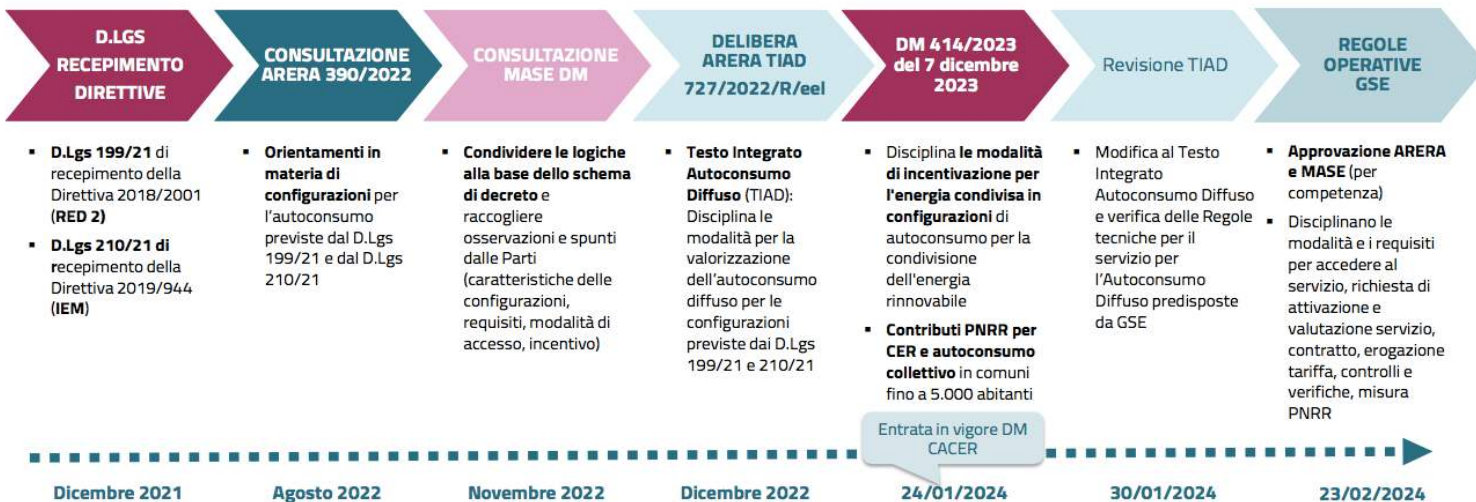 D.LGS
RECEPIMENTO
DIRETTIVE
CONSULTAZIONE
ARERA 390/2022
CONSULTAZIONE
MASE DM
DELIBERA
ARERA TIAD
727/2022/R/eel
DM 414/2023
del 7 dicembre
2023
Revisione TIAD
REGOLE
OPERATIVE
GSE
▪ D.Lgs 199/21 di
recepimento della
Direttiva 2018/2001
(RED 2)
▪ D.Lgs 210/21 di
recepimento della
Direttiva 2019/944
(IEM)
▪ Orientamenti in
materia di
configurazioni per
l'autoconsumo
previste dal D.Lgs
199/21 e dal D.Lgs
210/21
▪ Condividere le logiche
alla base dello schema
di decreto e
raccogliere
osservazioni e spunti
dalle Parti
(caratteristiche delle
configurazioni,
requisiti, modalità di
accesso, incentivo)
▪ Testo Integrato
Autoconsumo
Diffuso (TIAD):
Disciplina le
modalità per la
valorizzazione
dell'autoconsumo
diffuso per le
configurazioni
previste dai D.Lgs
199/21 e 210/21
▪ Disciplina le modalità
di incentivazione per
l'energia condivisa in
configurazioni di
autoconsumo per la
condivisione
dell'energia
rinnovabile
▪ Contributi PNRR per
CER e autoconsumo
collettivo in comuni
fino a 5.000 abitanti
▪ Modifica al Testo
Integrato
Autoconsumo Diffuso
e verifica delle Regole
tecniche per il
servizio per
l'Autoconsumo
Diffuso predisposte
da GSE
▪ Approvazione ARERA
e MASE (per
competenza)
▪ Disciplinano le
modalità e i requisiti
per accedere al
servizio, richiesta di
attivazione e
valutazione servizio,
contratto, erogazione
tariffa, controlli e
verifiche, misura
PNRR
Entrata in vigore DM
CACER
Dicembre 2021
Agosto 2022
Novembre 2022
Dicembre 2022
24/01/2024
30/01/2024
23/02/2024